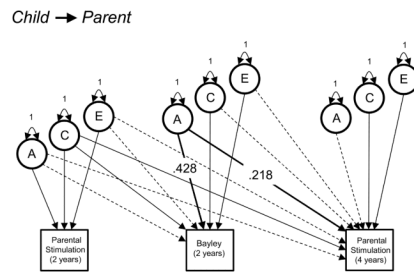 Child → Parent
1 1 1 1 1 1 1 1 1
A C E A C E A C E
.428 .218
Parental
Stimulation
(2 years)
Bayley
(2 years)
Parental
Stimulation
(4 years)